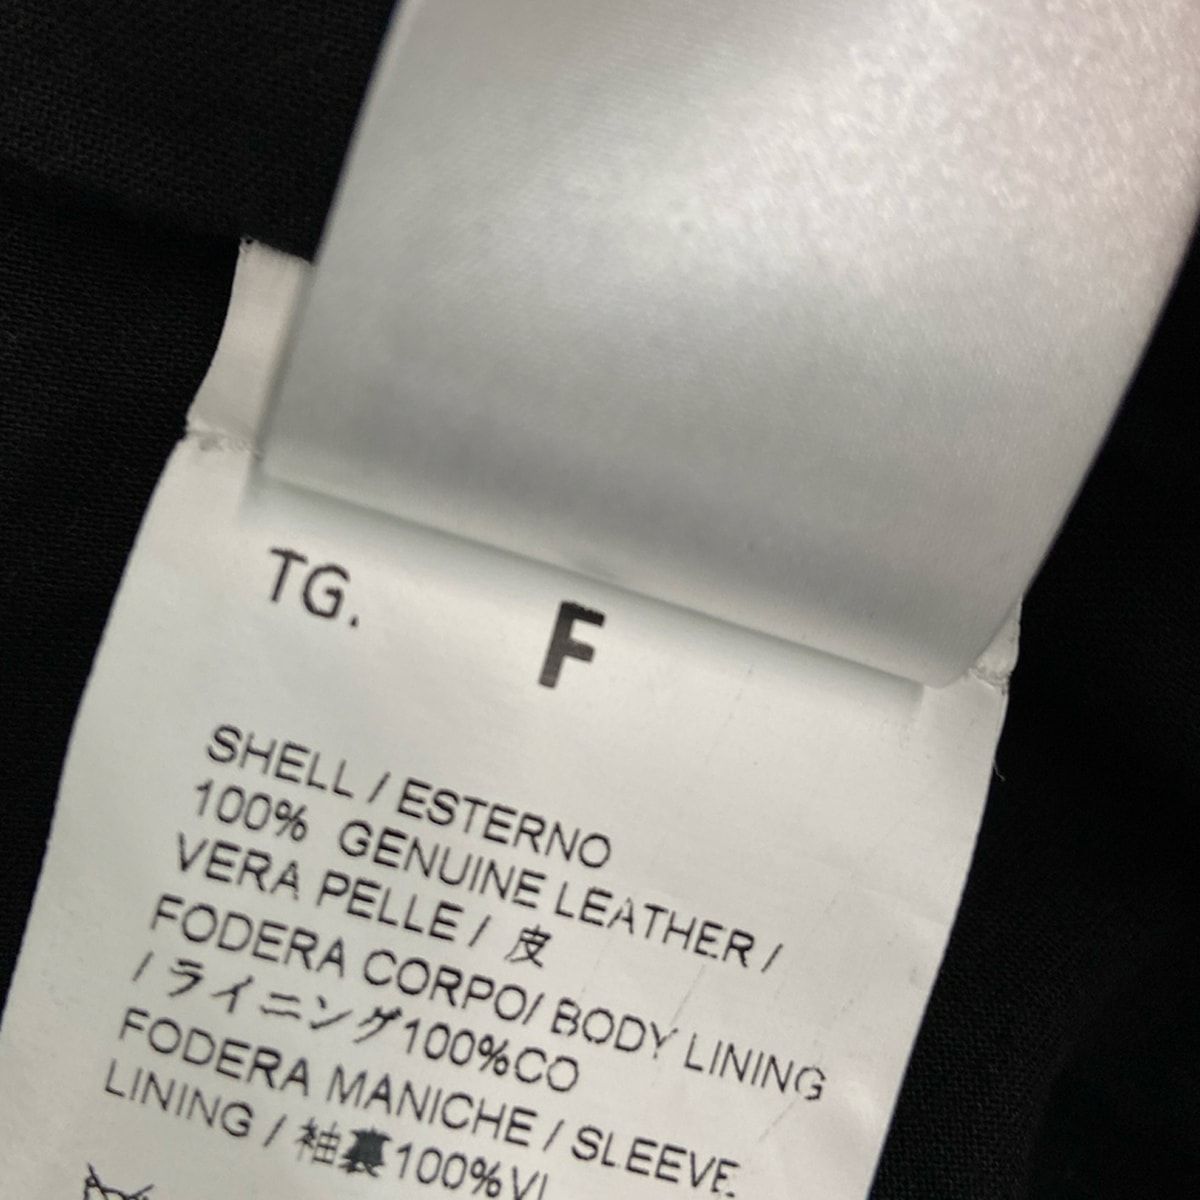 TG. F
SHELL / ESTERNO
100% GENUINE LEATHER /
VERA PELLE / 皮
FODERA CORPO/ BODY LINING
/ ライニング100%CO
FODERA MANICHE / SLEEVE
LINING / 袖裏100%VI